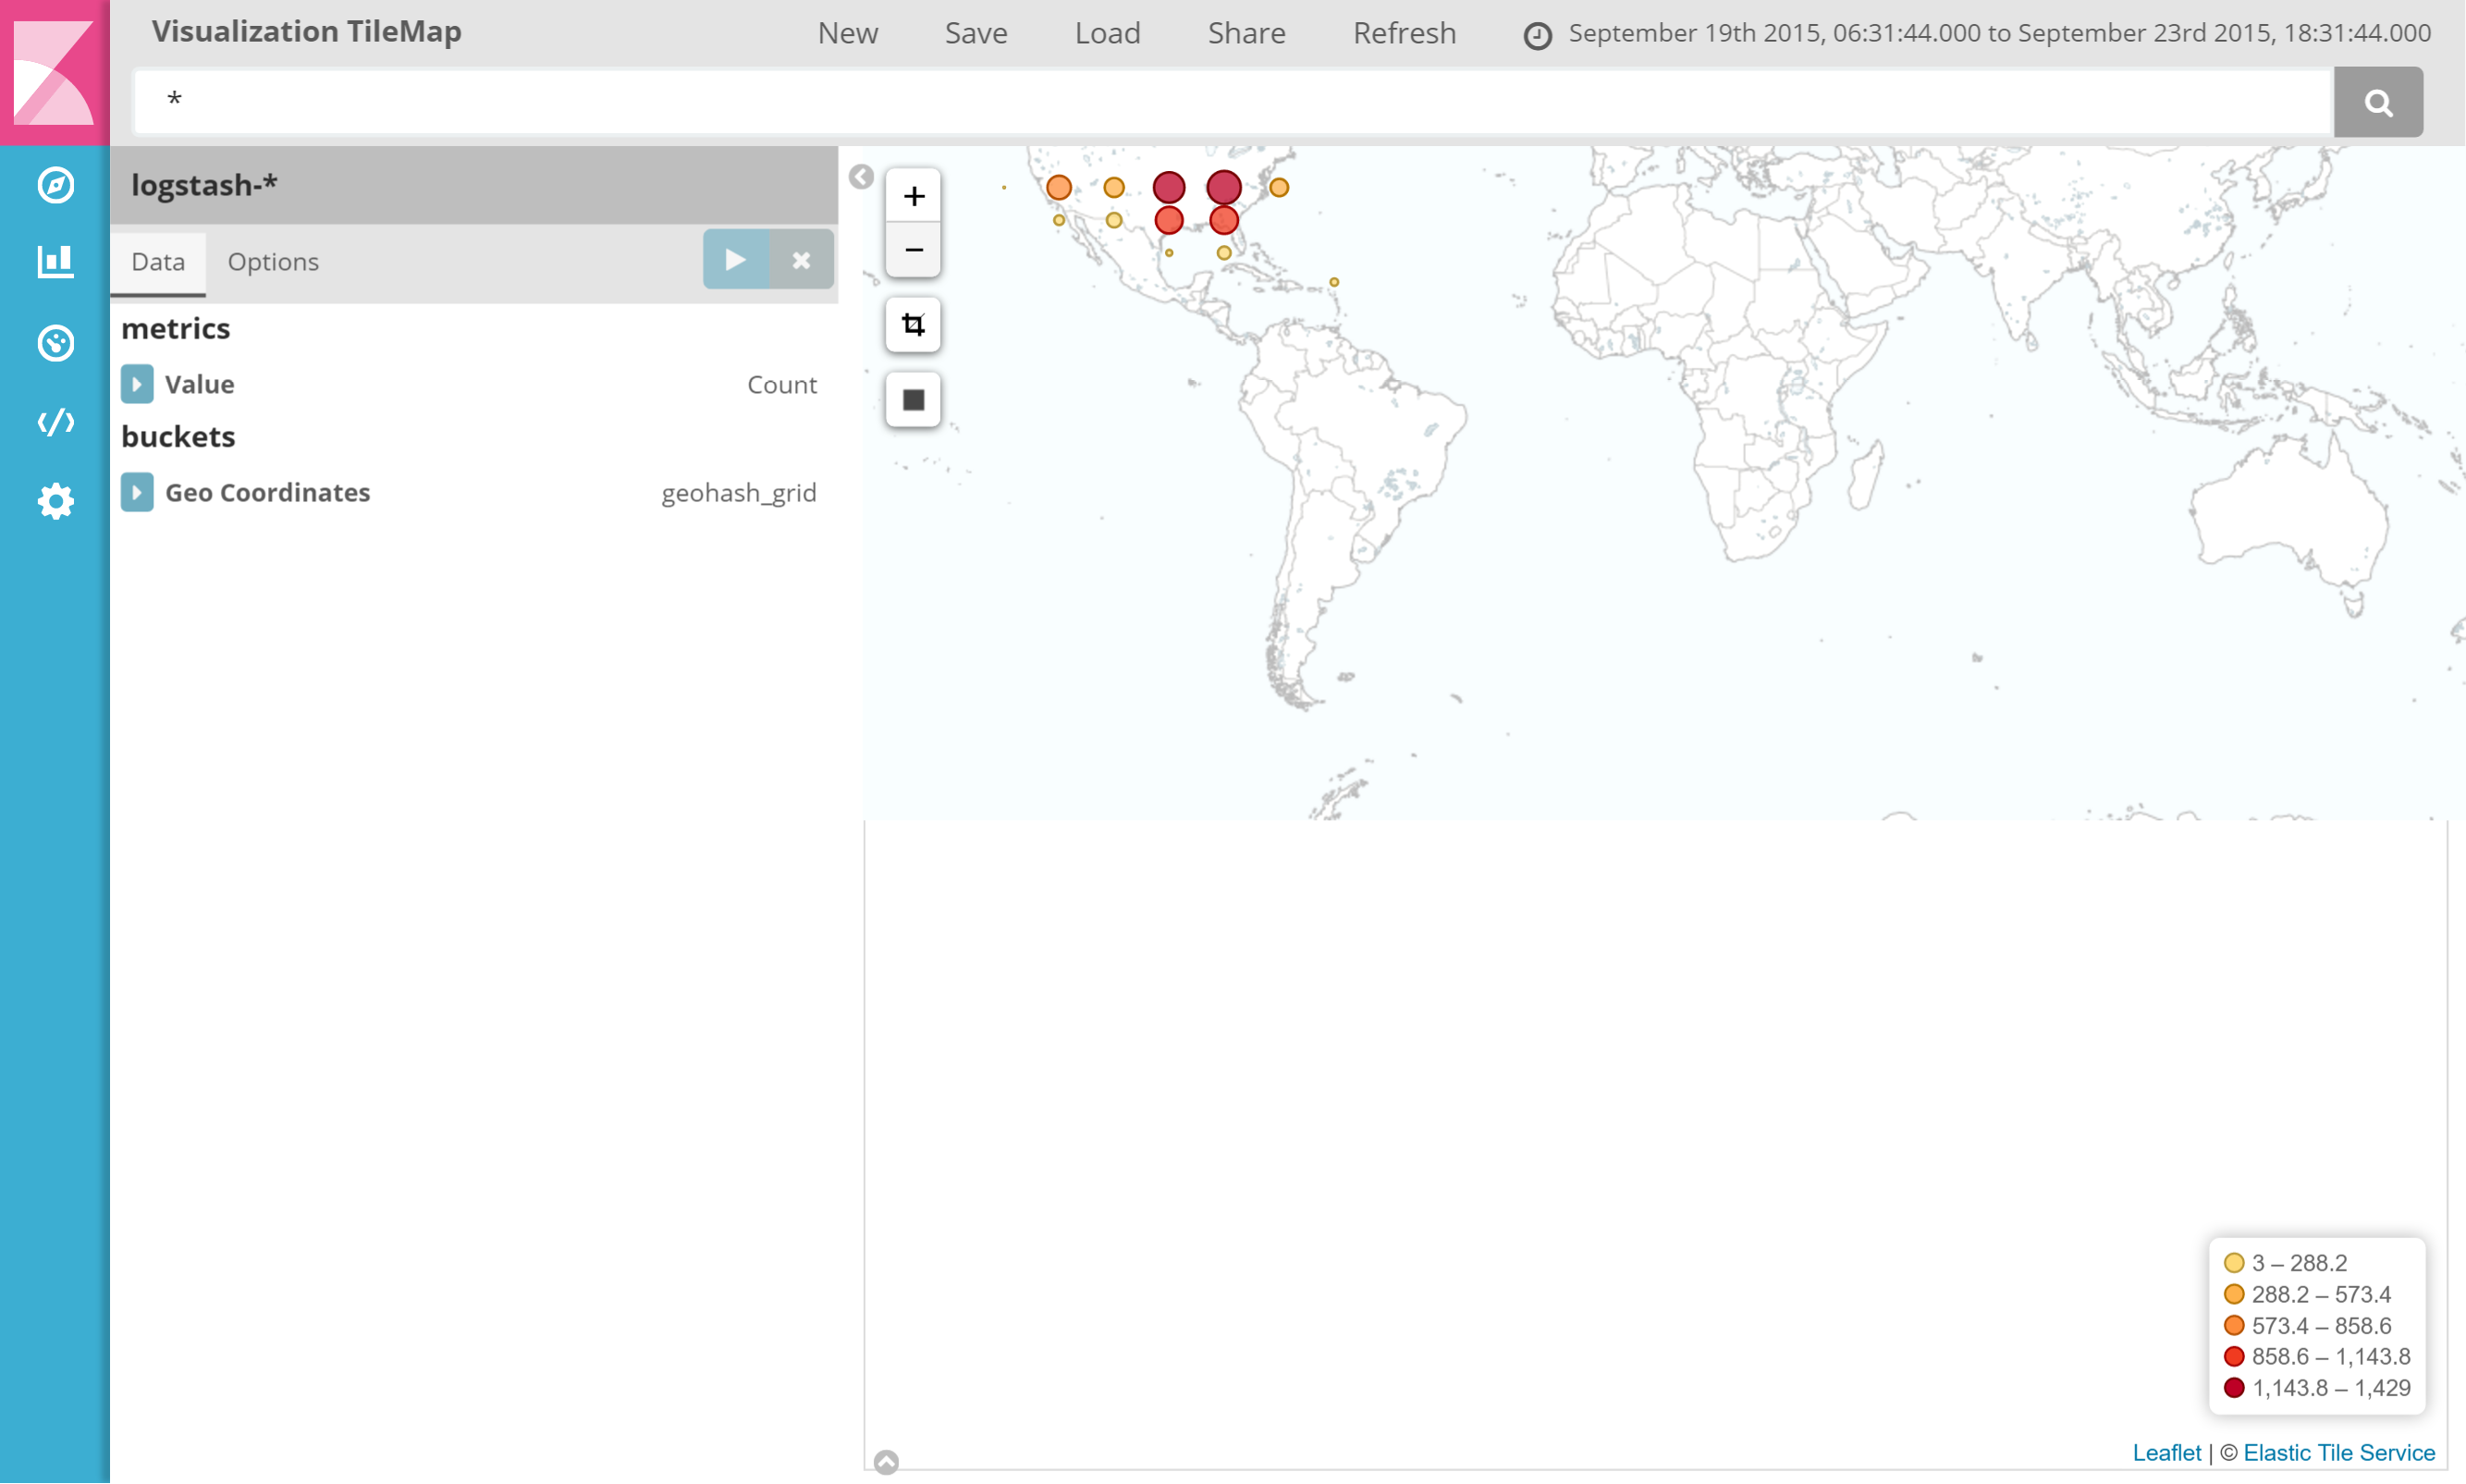 Visualization TileMap
New Save Load Share Refresh September 19th 2015, 06:31:44.000 to September 23rd 2015, 18:31:44.000
*
logstash-*
Data Options
metrics
Value Count
buckets
Geo Coordinates geohash_grid
+
−
3 – 288.2
288.2 – 573.4
573.4 – 858.6
858.6 – 1,143.8
1,143.8 – 1,429
Leaflet | © Elastic Tile Service